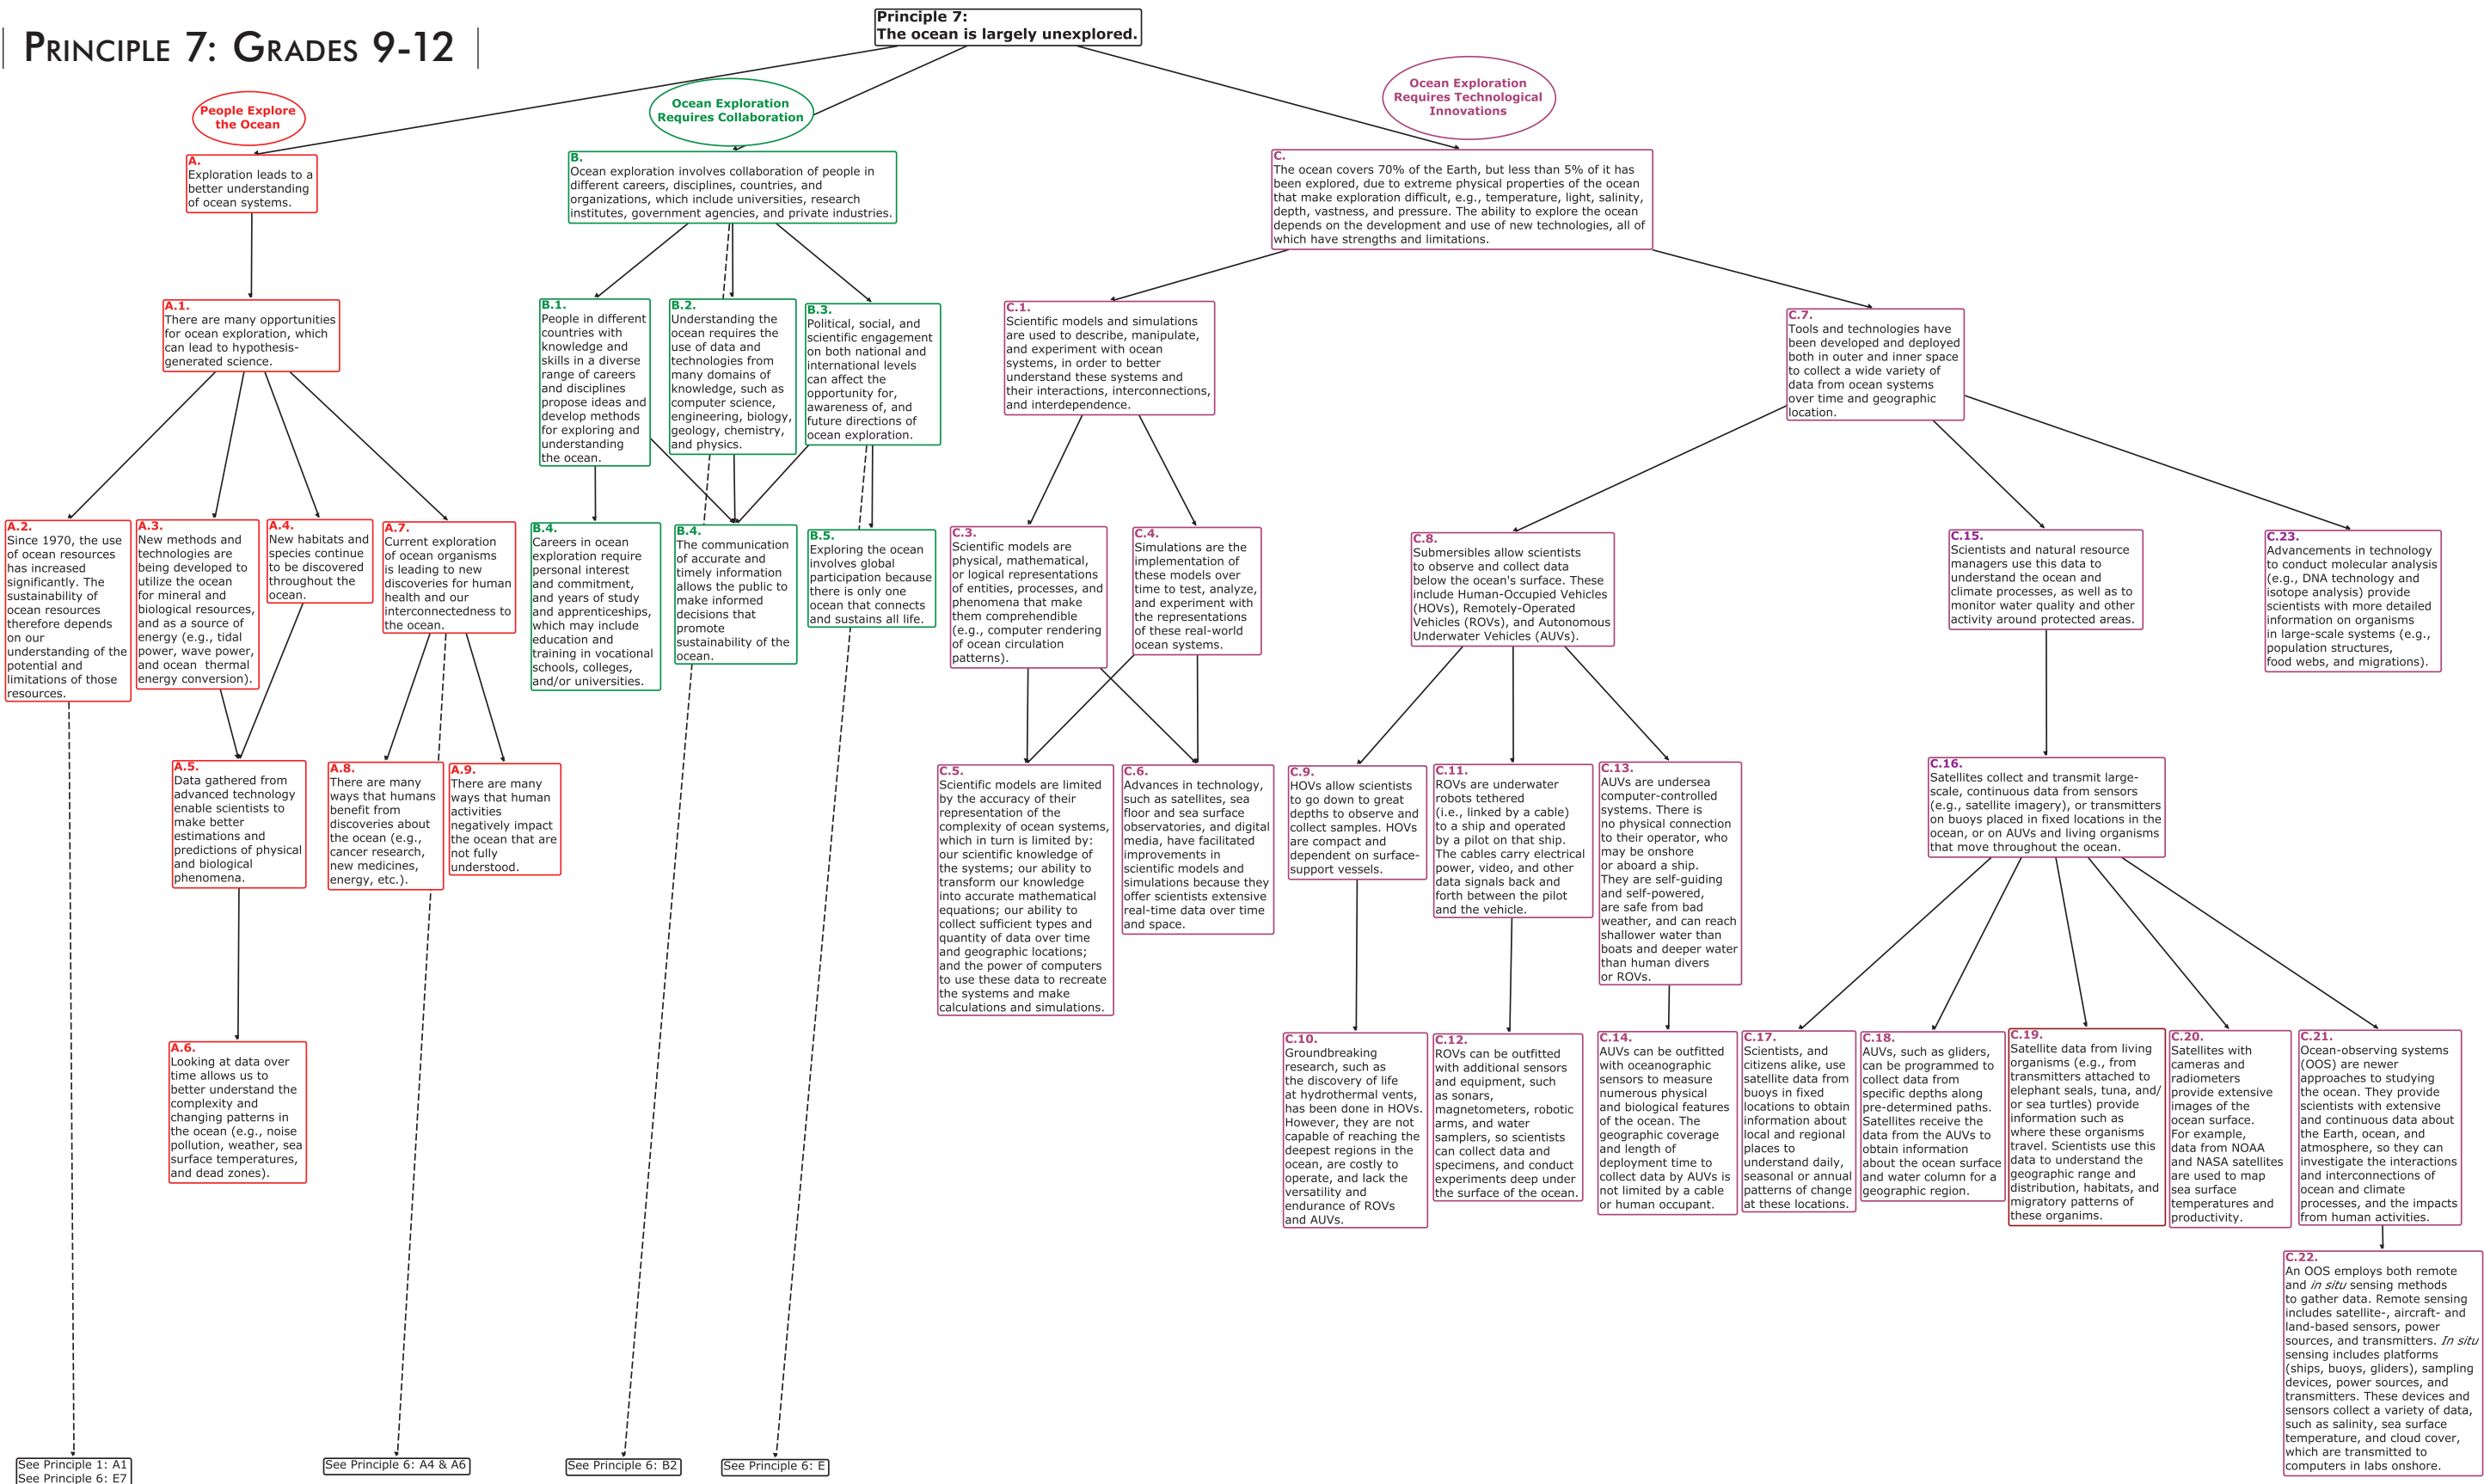 Principle 7: Grades 9-12
Principle 7:
The ocean is largely unexplored.
People Explore
the Ocean
Ocean Exploration
Requires Collaboration
Ocean Exploration
Requires Technological
Innovations
A.
Exploration leads to a
better understanding
of ocean systems.
B.
Ocean exploration involves collaboration of people in
different careers, disciplines, countries, and
organizations, which include universities, research
institutes, government agencies, and private industries.
C.
The ocean covers 70% of the Earth, but less than 5% of it has
been explored, due to extreme physical properties of the ocean
that make exploration difficult, e.g., temperature, light, salinity,
depth, vastness, and pressure. The ability to explore the ocean
depends on the development and use of new technologies, all of
which have strengths and limitations.
A.1.
There are many opportunities
for ocean exploration, which
can lead to hypothesis-
generated science.
B.1.
People in different
countries with
knowledge and
skills in a diverse
range of careers
and disciplines
propose ideas and
develop methods
for exploring and
understanding
the ocean.
B.2.
Understanding the
ocean requires the
use of data and
technologies from
many domains of
knowledge, such as
computer science,
engineering, biology,
geology, chemistry,
and physics.
B.3.
Political, social, and
scientific engagement
on both national and
international levels
can affect the
opportunity for,
awareness of, and
future directions of
ocean exploration.
C.1.
Scientific models and simulations
are used to describe, manipulate,
and experiment with ocean
systems, in order to better
understand these systems and
their interactions, interconnections,
and interdependence.
C.7.
Tools and technologies have
been developed and deployed
both in outer and inner space
to collect a wide variety of
data from ocean systems
over time and geographic
location.
A.2.
Since 1970, the use
of ocean resources
has increased
significantly. The
sustainability of
ocean resources
therefore depends
on our
understanding of the
potential and
limitations of those
resources.
A.3.
New methods and
technologies are
being developed to
utilize the ocean
for mineral and
biological resources,
and as a source of
energy (e.g., tidal
power, wave power,
and ocean  thermal
energy conversion).
A.4.
New habitats and
species continue
to be discovered
throughout the
ocean.
A.7.
Current exploration
of ocean organisms
is leading to new
discoveries for human
health and our
interconnectedness to
the ocean.
B.4.
Careers in ocean
exploration require
personal interest
and commitment,
and years of study
and apprenticeships,
which may include
education and
training in vocational
schools, colleges,
and/or universities.
B.4.
The communication
of accurate and
timely information
allows the public to
make informed
decisions that
promote
sustainability of the
ocean.
B.5.
Exploring the ocean
involves global
participation because
there is only one
ocean that connects
and sustains all life.
C.3.
Scientific models are
physical, mathematical,
or logical representations
of entities, processes, and
phenomena that make
them comprehendible
(e.g., computer rendering
of ocean circulation
patterns).
C.4.
Simulations are the
implementation of
these models over
time to test, analyze,
and experiment with
the representations
of these real-world
ocean systems.
C.8.
Submersibles allow scientists
to observe and collect data
below the ocean's surface. These
include Human-Occupied Vehicles
(HOVs), Remotely-Operated
Vehicles (ROVs), and Autonomous
Underwater Vehicles (AUVs).
C.15.
Scientists and natural resource
managers use this data to
understand the ocean and
climate processes, as well as to
monitor water quality and other
activity around protected areas.
C.23.
Advancements in technology
to conduct molecular analysis
(e.g., DNA technology and
isotope analysis) provide
scientists with more detailed
information on organisms
in large-scale systems (e.g.,
population structures,
food webs, and migrations).
A.5.
Data gathered from
advanced technology
enable scientists to
make better
estimations and
predictions of physical
and biological
phenomena.
A.8.
There are many
ways that humans
benefit from
discoveries about
the ocean (e.g.,
cancer research,
new medicines,
energy, etc.).
A.9.
There are many
ways that human
activities
negatively impact
the ocean that are
not fully
understood.
C.5.
Scientific models are limited
by the accuracy of their
representation of the
complexity of ocean systems,
which in turn is limited by:
our scientific knowledge of
the systems; our ability to
transform our knowledge
into accurate mathematical
equations; our ability to
collect sufficient types and
quantity of data over time
and geographic locations;
and the power of computers
to use these data to recreate
the systems and make
calculations and simulations.
C.6.
Advances in technology,
such as satellites, sea
floor and sea surface
observatories, and digital
media, have facilitated
improvements in
scientific models and
simulations because they
offer scientists extensive
real-time data over time
and space.
C.9.
HOVs allow scientists
to go down to great
depths to observe and
collect samples. HOVs
are compact and
dependent on surface-
support vessels.
C.11.
ROVs are underwater
robots tethered
(i.e., linked by a cable)
to a ship and operated
by a pilot on that ship.
The cables carry electrical
power, video, and other
data signals back and
forth between the pilot
and the vehicle.
C.13.
AUVs are undersea
computer-controlled
systems. There is
no physical connection
to their operator, who
may be onshore
or aboard a ship.
They are self-guiding
and self-powered,
are safe from bad
weather, and can reach
shallower water than
boats and deeper water
than human divers
or ROVs.
C.16.
Satellites collect and transmit large-
scale, continuous data from sensors
(e.g., satellite imagery), or transmitters
on buoys placed in fixed locations in the
ocean, or on AUVs and living organisms
that move throughout the ocean.
A.6.
Looking at data over
time allows us to
better understand the
complexity and
changing patterns in
the ocean (e.g., noise
pollution, weather, sea
surface temperatures,
and dead zones).
C.10.
Groundbreaking
research, such as
the discovery of life
at hydrothermal vents,
has been done in HOVs.
However, they are not
capable of reaching the
deepest regions in the
ocean, are costly to
operate, and lack the
versatility and
endurance of ROVs
and AUVs.
C.12.
ROVs can be outfitted
with additional sensors
and equipment, such
as sonars,
magnetometers, robotic
arms, and water
samplers, so scientists
can collect data and
specimens, and conduct
experiments deep under
the surface of the ocean.
C.14.
AUVs can be outfitted
with oceanographic
sensors to measure
numerous physical
and biological features
of the ocean. The
geographic coverage
and length of
deployment time to
collect data by AUVs is
not limited by a cable
or human occupant.
C.17.
Scientists, and
citizens alike, use
satellite data from
buoys in fixed
locations to obtain
information about
local and regional
places to
understand daily,
seasonal or annual
patterns of change
at these locations.
C.18.
AUVs, such as gliders,
can be programmed to
collect data from
specific depths along
pre-determined paths.
Satellites receive the
data from the AUVs to
obtain information
about the ocean surface
and water column for a
geographic region.
C.19.
Satellite data from living
organisms (e.g., from
transmitters attached to
elephant seals, tuna, and/
or sea turtles) provide
information such as
where these organisms
travel. Scientists use this
data to understand the
geographic range and
distribution, habitats, and
migratory patterns of
these organims.
C.20.
Satellites with
cameras and
radiometers
provide extensive
images of the
ocean surface.
For example,
data from NOAA
and NASA satellites
are used to map
sea surface
temperatures and
productivity.
C.21.
Ocean-observing systems
(OOS) are newer
approaches to studying
the ocean. They provide
scientists with extensive
and continuous data about
the Earth, ocean, and
atmosphere, so they can
investigate the interactions
and interconnections of
ocean and climate
processes, and the impacts
from human activities.
C.22.
An OOS employs both remote
and in situ sensing methods
to gather data. Remote sensing
includes satellite-, aircraft- and
land-based sensors, power
sources, and transmitters. In situ
sensing includes platforms
(ships, buoys, gliders), sampling
devices, power sources, and
transmitters. These devices and
sensors collect a variety of data,
such as salinity, sea surface
temperature, and cloud cover,
which are transmitted to
computers in labs onshore.
See Principle 1: A1
See Principle 6: E7
See Principle 6: A4 & A6
See Principle 6: B2
See Principle 6: E